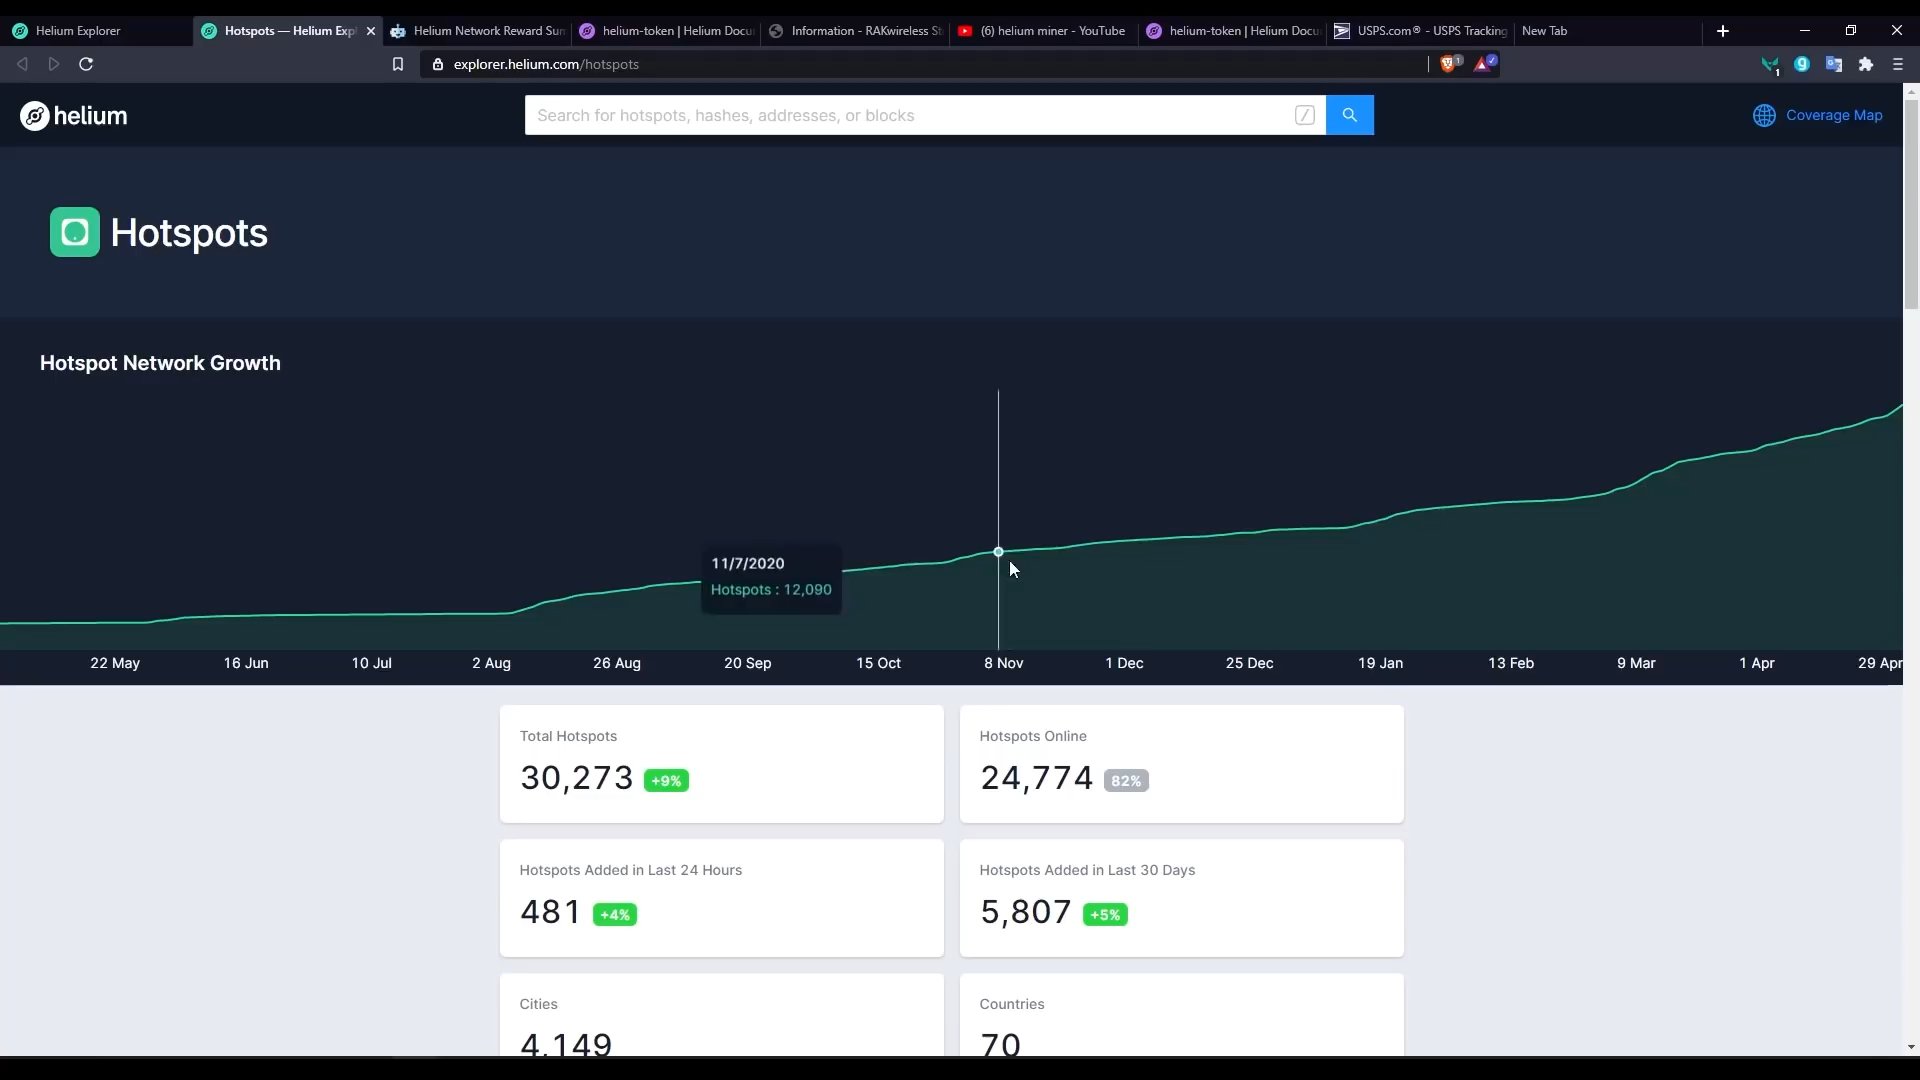 Helium Explorer
Hotspots — Helium Exp
Helium Network Reward Sum
helium-token | Helium Docu
Information - RAKwireless St
(6) helium miner - YouTube
helium-token | Helium Docu
USPS.com® - USPS Tracking
New Tab
explorer.helium.com/hotspots
1
1
helium
Search for hotspots, hashes, addresses, or blocks
/
Coverage Map
Hotspots
Hotspot Network Growth
11/7/2020
Hotspots : 12,090
22 May 16 Jun 10 Jul 2 Aug 26 Aug 20 Sep 15 Oct 8 Nov 1 Dec 25 Dec 19 Jan 13 Feb 9 Mar 1 Apr 29 Apr
Total Hotspots
30,273 +9%
Hotspots Online
24,774 82%
Hotspots Added in Last 24 Hours
481 +4%
Hotspots Added in Last 30 Days
5,807 +5%
Cities
4,149
Countries
70